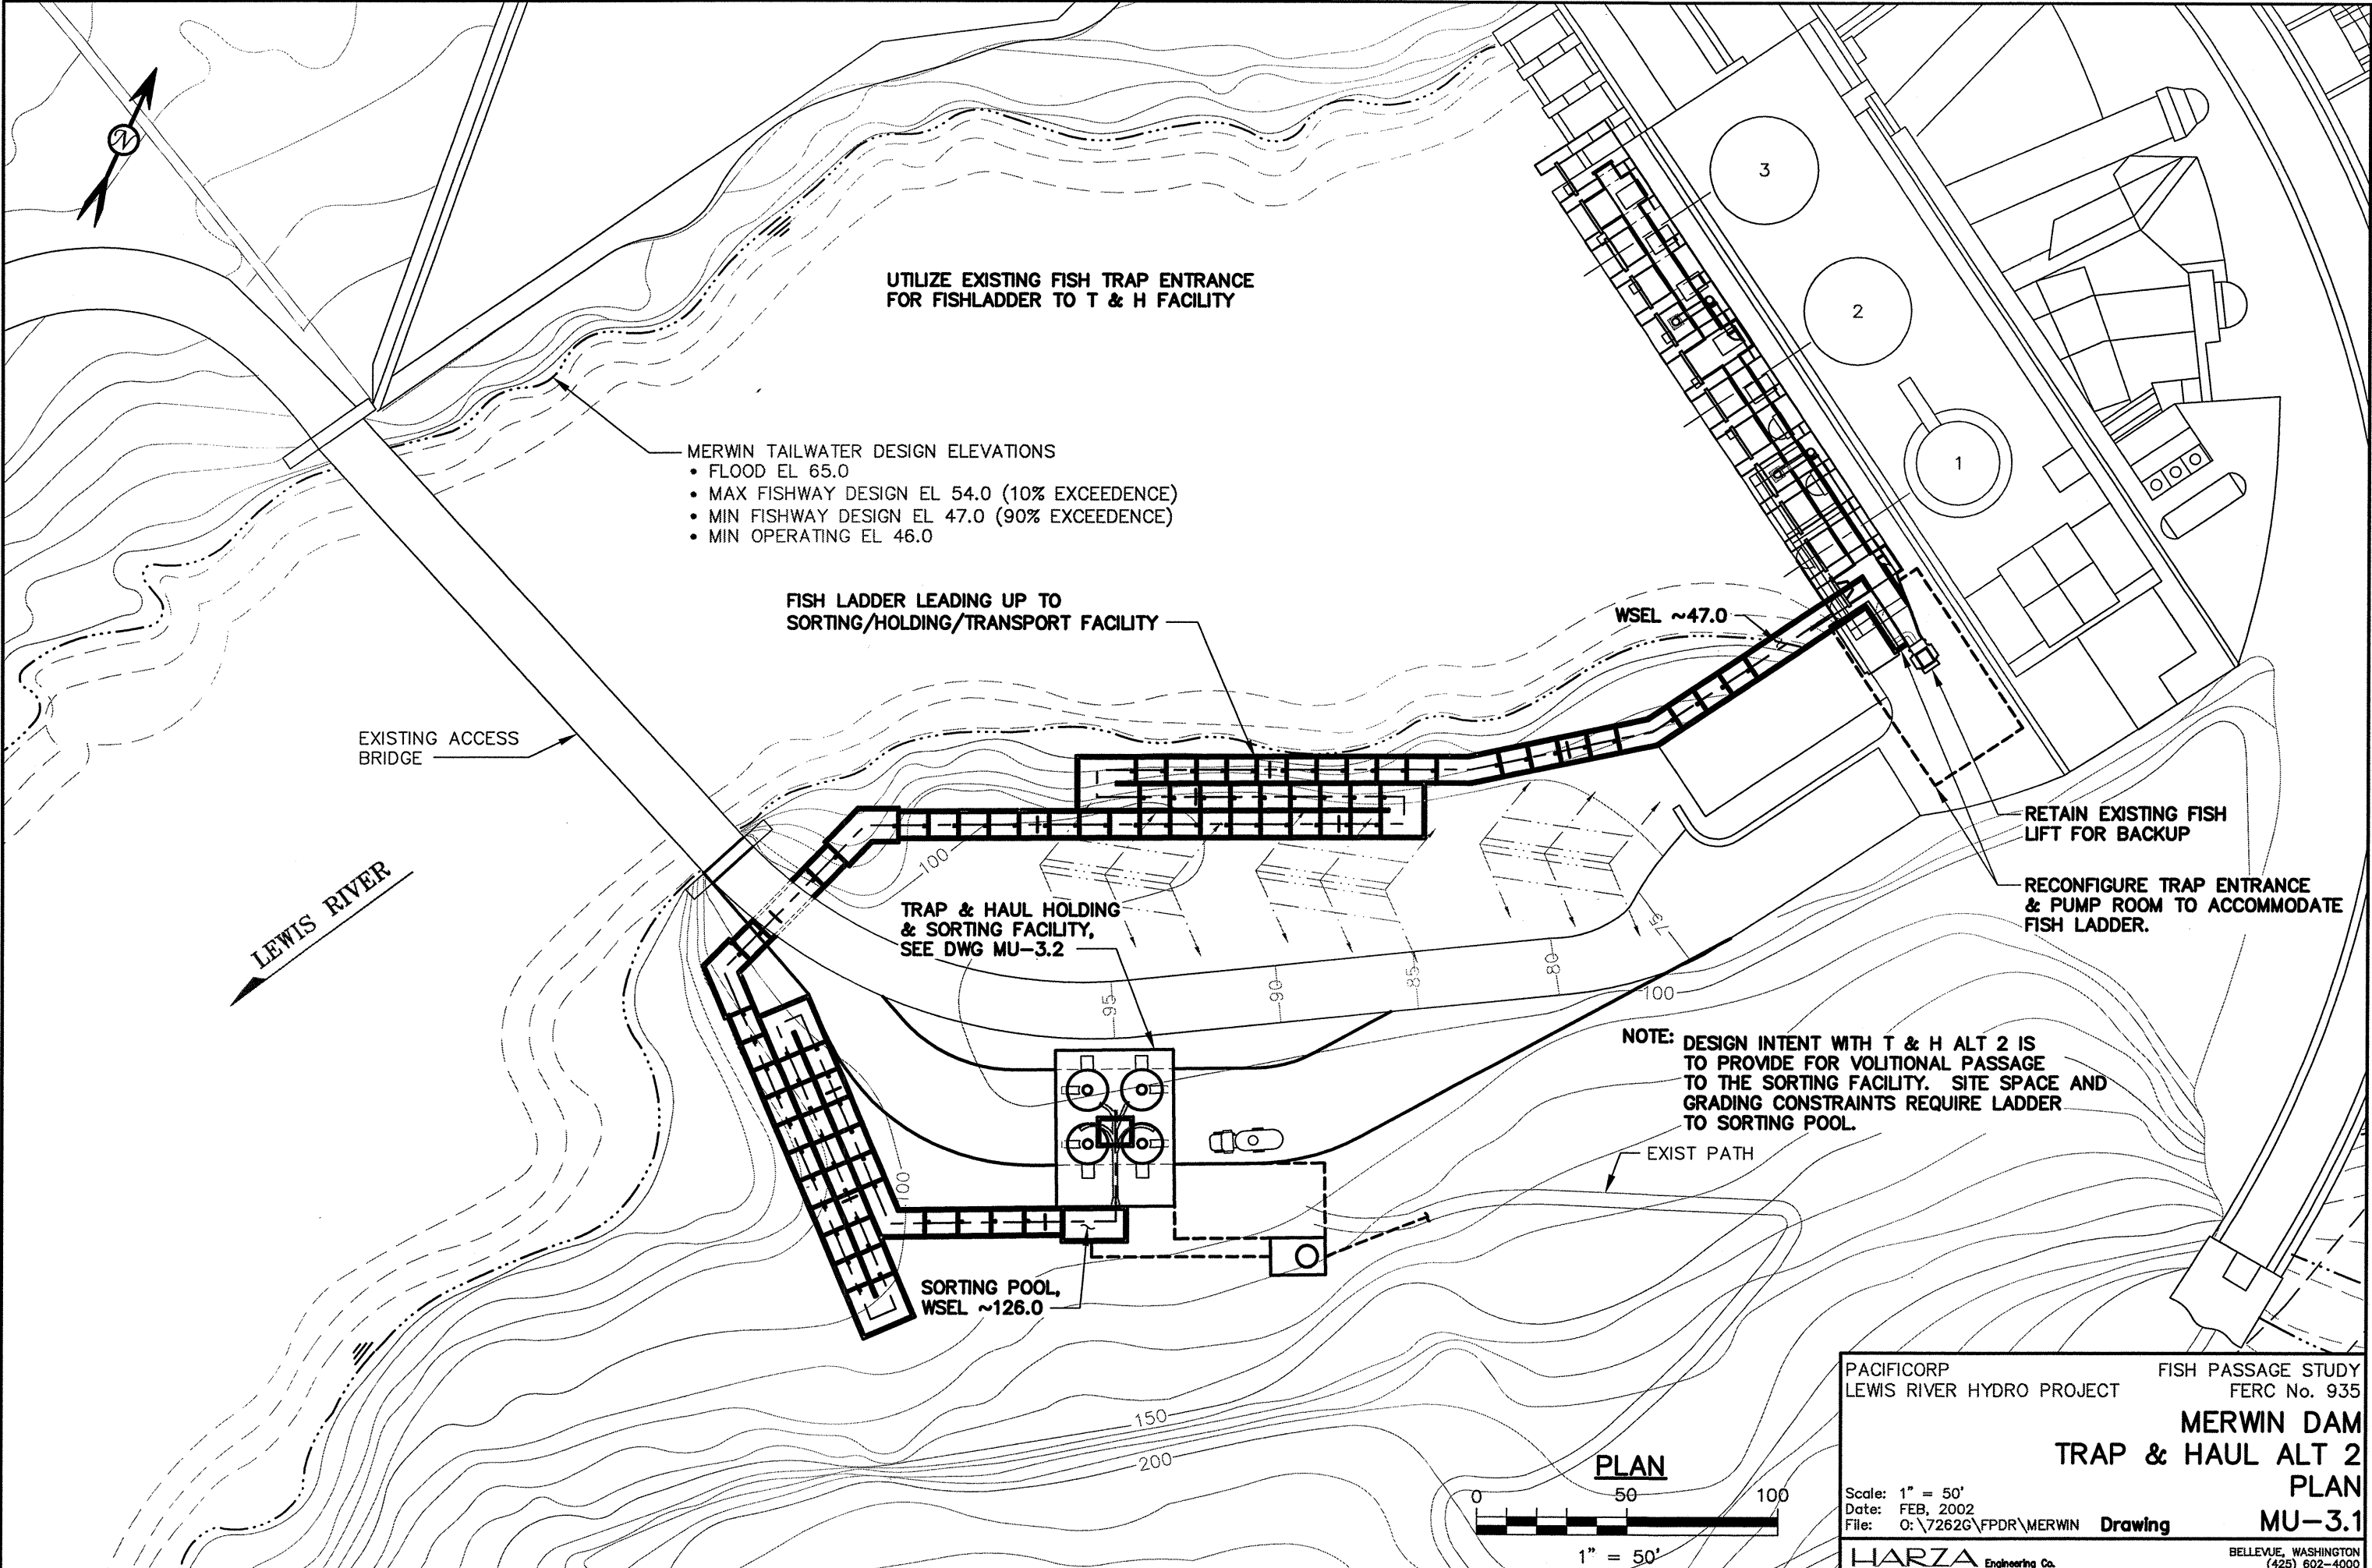 N
UTILIZE EXISTING FISH TRAP ENTRANCE
FOR FISHLADDER TO T & H FACILITY
3
2
1
MERWIN TAILWATER DESIGN ELEVATIONS
• FLOOD EL 65.0
• MAX FISHWAY DESIGN EL 54.0 (10% EXCEEDENCE)
• MIN FISHWAY DESIGN EL 47.0 (90% EXCEEDENCE)
• MIN OPERATING EL 46.0
FISH LADDER LEADING UP TO
SORTING/HOLDING/TRANSPORT FACILITY
WSEL ~47.0
EXISTING ACCESS
BRIDGE
LEWIS RIVER
RETAIN EXISTING FISH
LIFT FOR BACKUP
RECONFIGURE TRAP ENTRANCE
& PUMP ROOM TO ACCOMMODATE
FISH LADDER.
100
TRAP & HAUL HOLDING
& SORTING FACILITY,
SEE DWG MU-3.2
95
90
85
80
75
100
NOTE: DESIGN INTENT WITH T & H ALT 2 IS
TO PROVIDE FOR VOLITIONAL PASSAGE
TO THE SORTING FACILITY. SITE SPACE AND
GRADING CONSTRAINTS REQUIRE LADDER
TO SORTING POOL.
EXIST PATH
100
SORTING POOL,
WSEL ~126.0
150
200
PLAN
0 50 100
1" = 50'
PACIFICORP FISH PASSAGE STUDY
LEWIS RIVER HYDRO PROJECT FERC No. 935
MERWIN DAM
TRAP & HAUL ALT 2
PLAN
Scale: 1" = 50'
Date: FEB, 2002
File: O:\7262G\FPDR\MERWIN Drawing MU-3.1
HARZA Engineering Co. BELLEVUE, WASHINGTON
(425) 602-4000